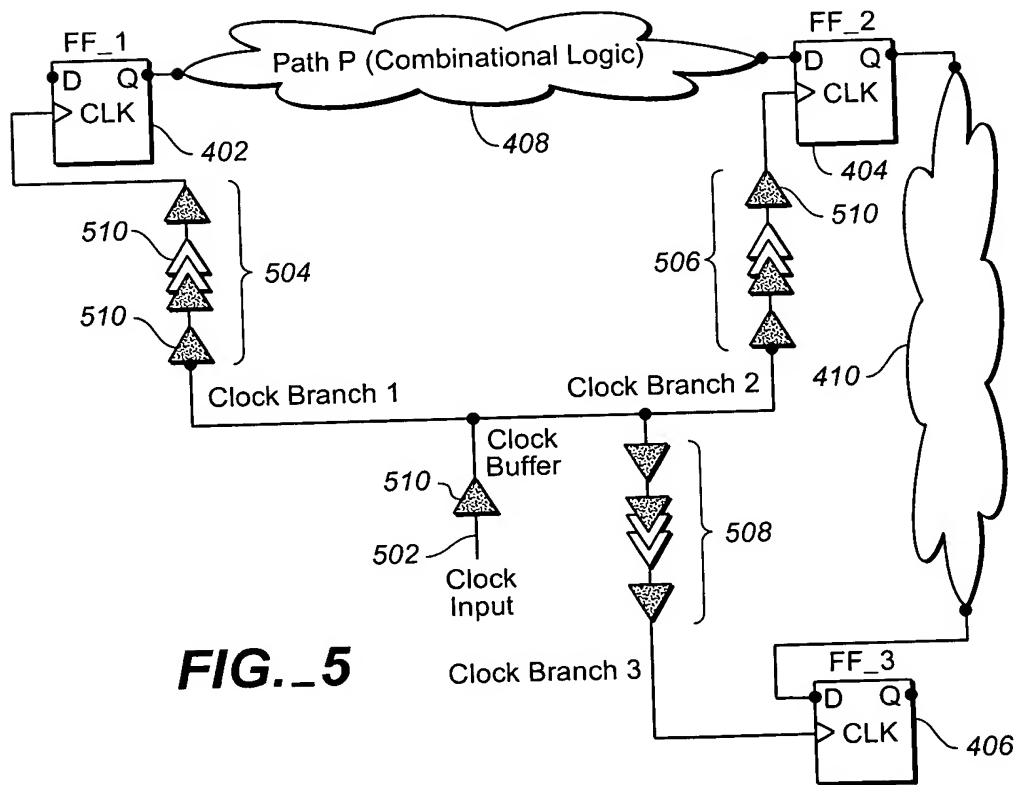 FF_1
D Q
CLK
402
Path P (Combinational Logic)
408
FF_2
D Q
CLK
404
510
504
510
506
510
410
Clock Branch 1
Clock Branch 2
Clock
Buffer
510
502
Clock
Input
508
FIG._5
Clock Branch 3
FF_3
D Q
CLK
406